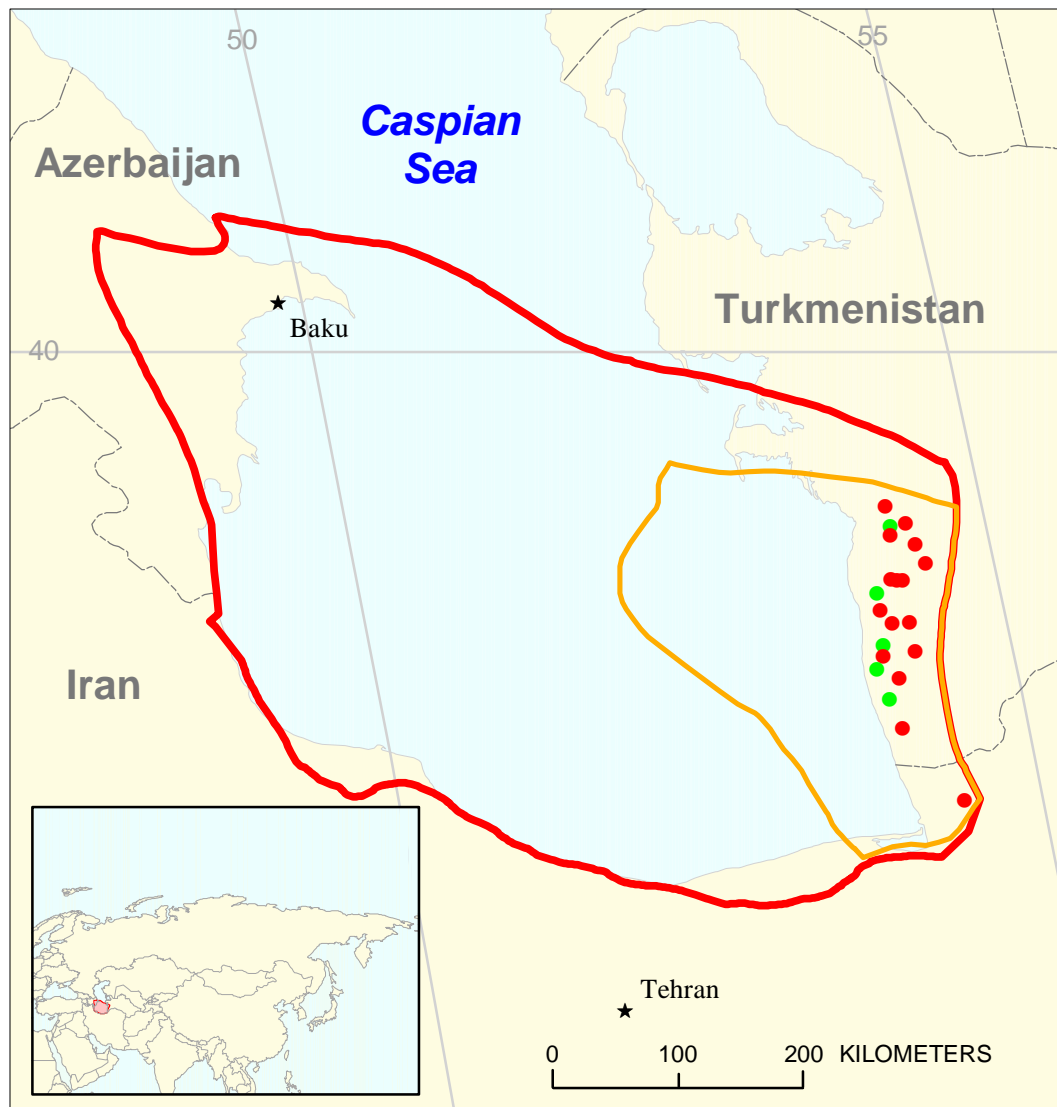 50
55
Caspian
Sea
Azerbaijan
Turkmenistan
Baku
40
Iran
Tehran
0 100 200 KILOMETERS